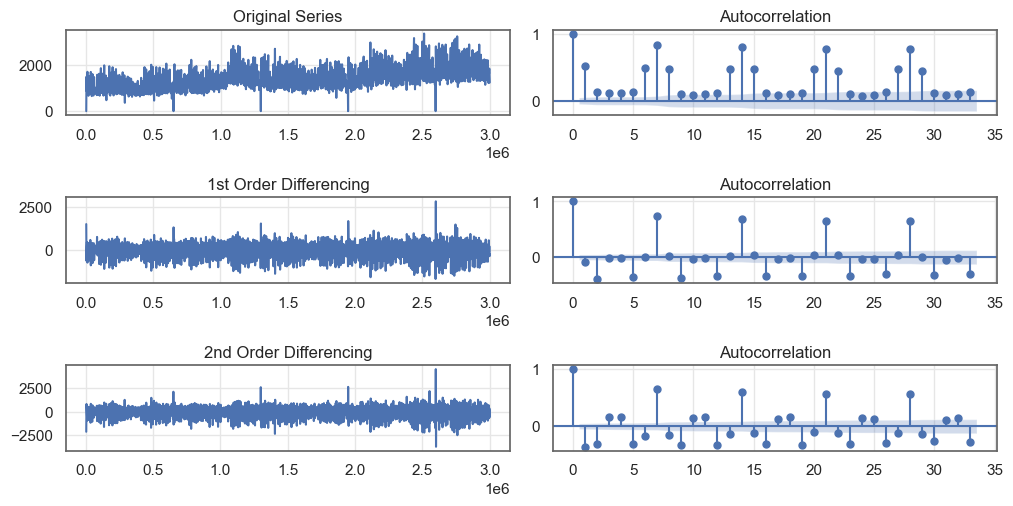 Original Series
2000
0
0.0 0.5 1.0 1.5 2.0 2.5 3.0
1e6
Autocorrelation
1
0
0 5 10 15 20 25 30 35
1st Order Differencing
2500
0
0.0 0.5 1.0 1.5 2.0 2.5 3.0
1e6
Autocorrelation
1
0
0 5 10 15 20 25 30 35
2nd Order Differencing
2500
0
−2500
0.0 0.5 1.0 1.5 2.0 2.5 3.0
1e6
Autocorrelation
1
0
0 5 10 15 20 25 30 35